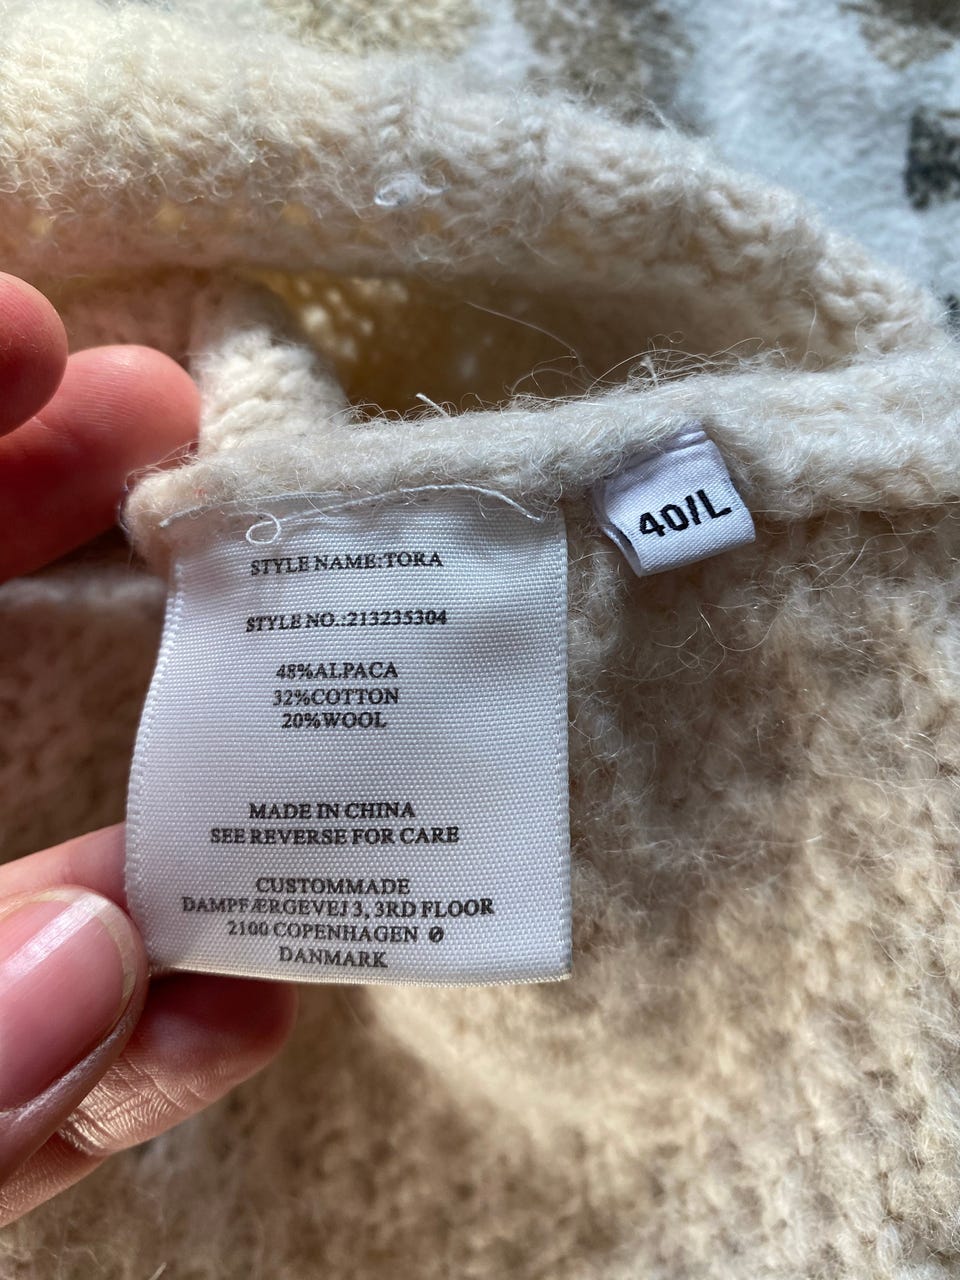 STYLE NAME:TORA
STYLE NO.:213235304
48%ALPACA
32%COTTON
20%WOOL
MADE IN CHINA
SEE REVERSE FOR CARE
CUSTOMMADE
DAMPFÆRGEVEJ 3, 3RD FLOOR
2100 COPENHAGEN Ø
DANMARK
40/L